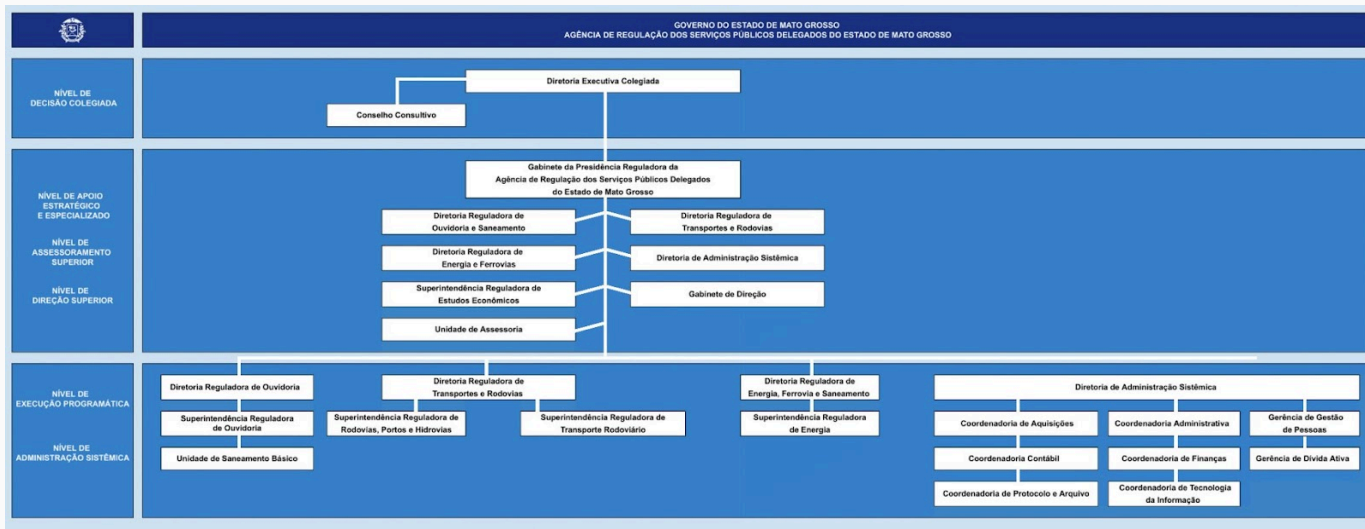 GOVERNO DO ESTADO DE MATO GROSSO
AGÊNCIA DE REGULAÇÃO DOS SERVIÇOS PÚBLICOS DELEGADOS DO ESTADO DE MATO GROSSO
NÍVEL DE
DECISÃO COLEGIADA
Diretoria Executiva Colegiada
Conselho Consultivo
NÍVEL DE APOIO
ESTRATÉGICO
E ESPECIALIZADO
NÍVEL DE
ASSESSORAMENTO
SUPERIOR
NÍVEL DE
DIREÇÃO SUPERIOR
Gabinete da Presidência Reguladora da
Agência de Regulação dos Serviços Públicos Delegados
do Estado de Mato Grosso
Diretoria Reguladora de
Ouvidoria e Saneamento
Diretoria Reguladora de
Transportes e Rodovias
Diretoria Reguladora de
Energia e Ferrovias
Diretoria de Administração Sistêmica
Superintendência Reguladora de
Estudos Econômicos
Gabinete de Direção
Unidade de Assessoria
NÍVEL DE
EXECUÇÃO PROGRAMÁTICA
NÍVEL DE
ADMINISTRAÇÃO SISTÊMICA
Diretoria Reguladora de Ouvidoria
Superintendência Reguladora
de Ouvidoria
Unidade de Saneamento Básico
Diretoria Reguladora de
Transportes e Rodovias
Superintendência Reguladora de
Rodovias, Portos e Hidrovias
Superintendência Reguladora de
Transporte Rodoviário
Diretoria Reguladora de
Energia, Ferrovia e Saneamento
Superintendência Reguladora
de Energia
Diretoria de Administração Sistêmica
Coordenadoria de Aquisições
Coordenadoria Administrativa
Gerência de Gestão
de Pessoas
Coordenadoria Contábil
Coordenadoria de Finanças
Gerência de Dívida Ativa
Coordenadoria de Protocolo e Arquivo
Coordenadoria de Tecnologia
da Informação